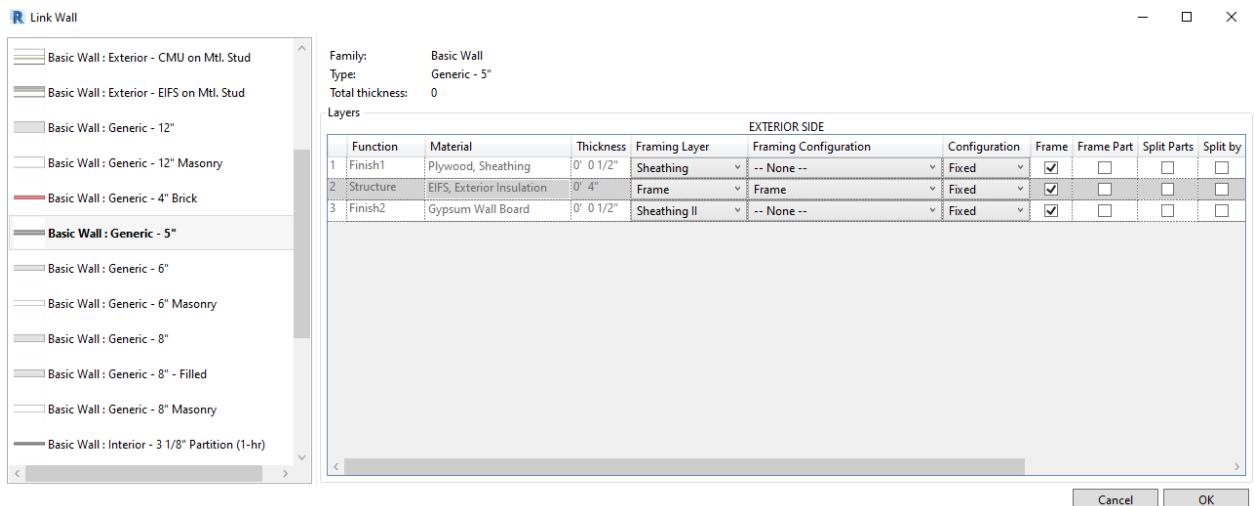 R Link Wall
Basic Wall : Exterior - CMU on Mtl. Stud
Basic Wall : Exterior - EIFS on Mtl. Stud
Basic Wall : Generic - 12"
Basic Wall : Generic - 12" Masonry
Basic Wall : Generic - 4" Brick
Basic Wall : Generic - 5"
Basic Wall : Generic - 6"
Basic Wall : Generic - 6" Masonry
Basic Wall : Generic - 8"
Basic Wall : Generic - 8" - Filled
Basic Wall : Generic - 8" Masonry
Basic Wall : Interior - 3 1/8" Partition (1-hr)
Family: Basic Wall
Type: Generic - 5"
Total thickness: 0
Layers
EXTERIOR SIDE
Function Material Thickness Framing Layer Framing Configuration Configuration Frame Frame Part Split Parts Split by
1 Finish1 Plywood, Sheathing 0' 0 1/2" Sheathing -- None -- Fixed
2 Structure EIFS, Exterior Insulation 0' 4" Frame Frame Fixed
3 Finish2 Gypsum Wall Board 0' 0 1/2" Sheathing II -- None -- Fixed
Cancel OK